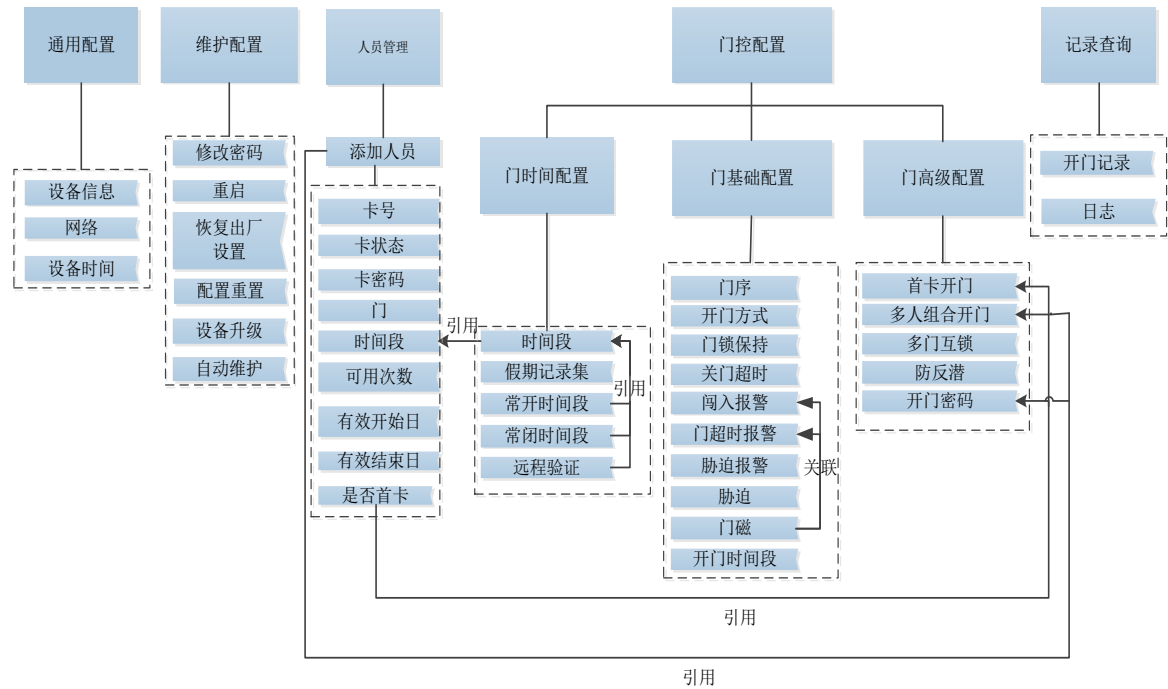 通用配置
维护配置
人员管理
门控配置
记录查询
设备信息
网络
设备时间
修改密码
重启
恢复出厂
设置
配置重置
设备升级
自动维护
添加人员
卡号
卡状态
卡密码
门
时间段
可用次数
有效开始日
有效结束日
是否首卡
引用
门时间配置
时间段
假期记录集
引用
常开时间段
常闭时间段
远程验证
门基础配置
门序
开门方式
门锁保持
关门超时
闯入报警
门超时报警
胁迫报警
关联
胁迫
门磁
开门时间段
门高级配置
首卡开门
多人组合开门
多门互锁
防反潜
开门密码
开门记录
日志
引用
引用